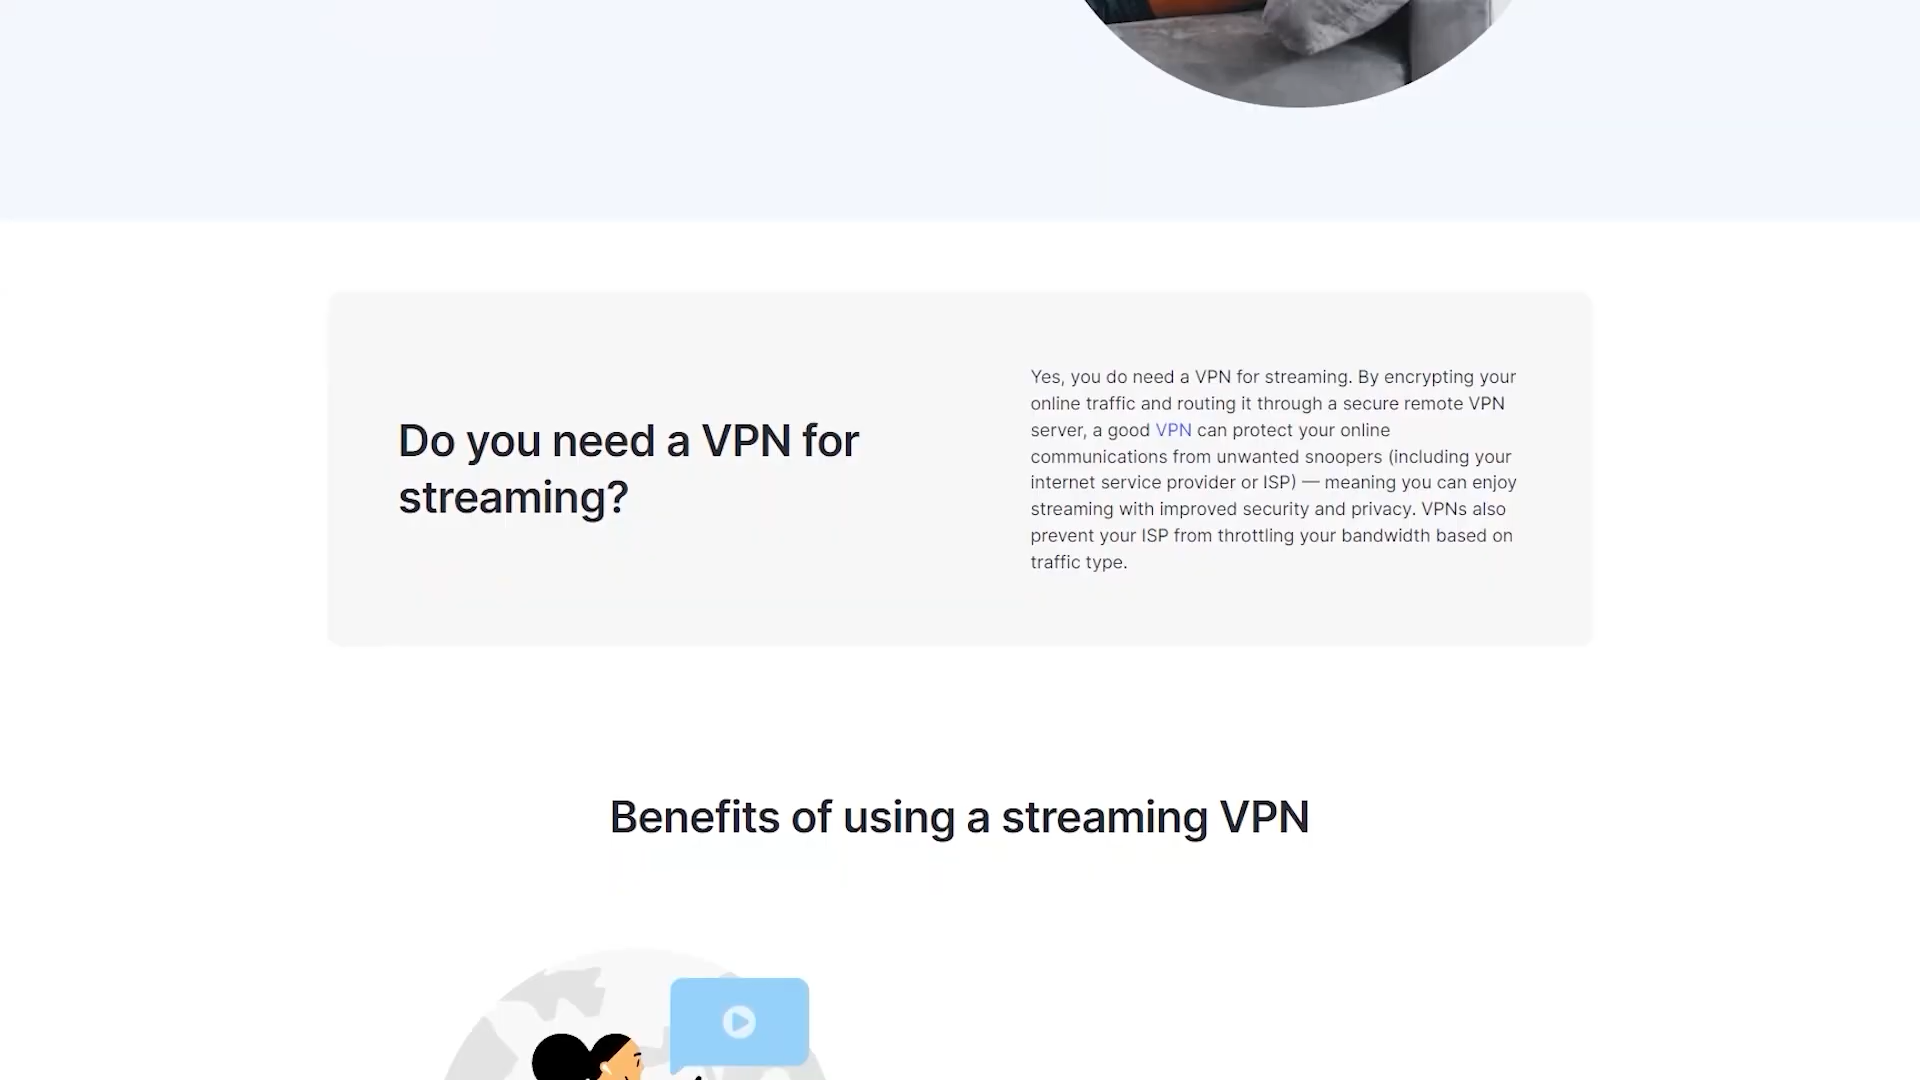 Do you need a VPN for
streaming?
Yes, you do need a VPN for streaming. By encrypting your
online traffic and routing it through a secure remote VPN
server, a good VPN can protect your online
communications from unwanted snoopers (including your
internet service provider or ISP) — meaning you can enjoy
streaming with improved security and privacy. VPNs also
prevent your ISP from throttling your bandwidth based on
traffic type.
Benefits of using a streaming VPN